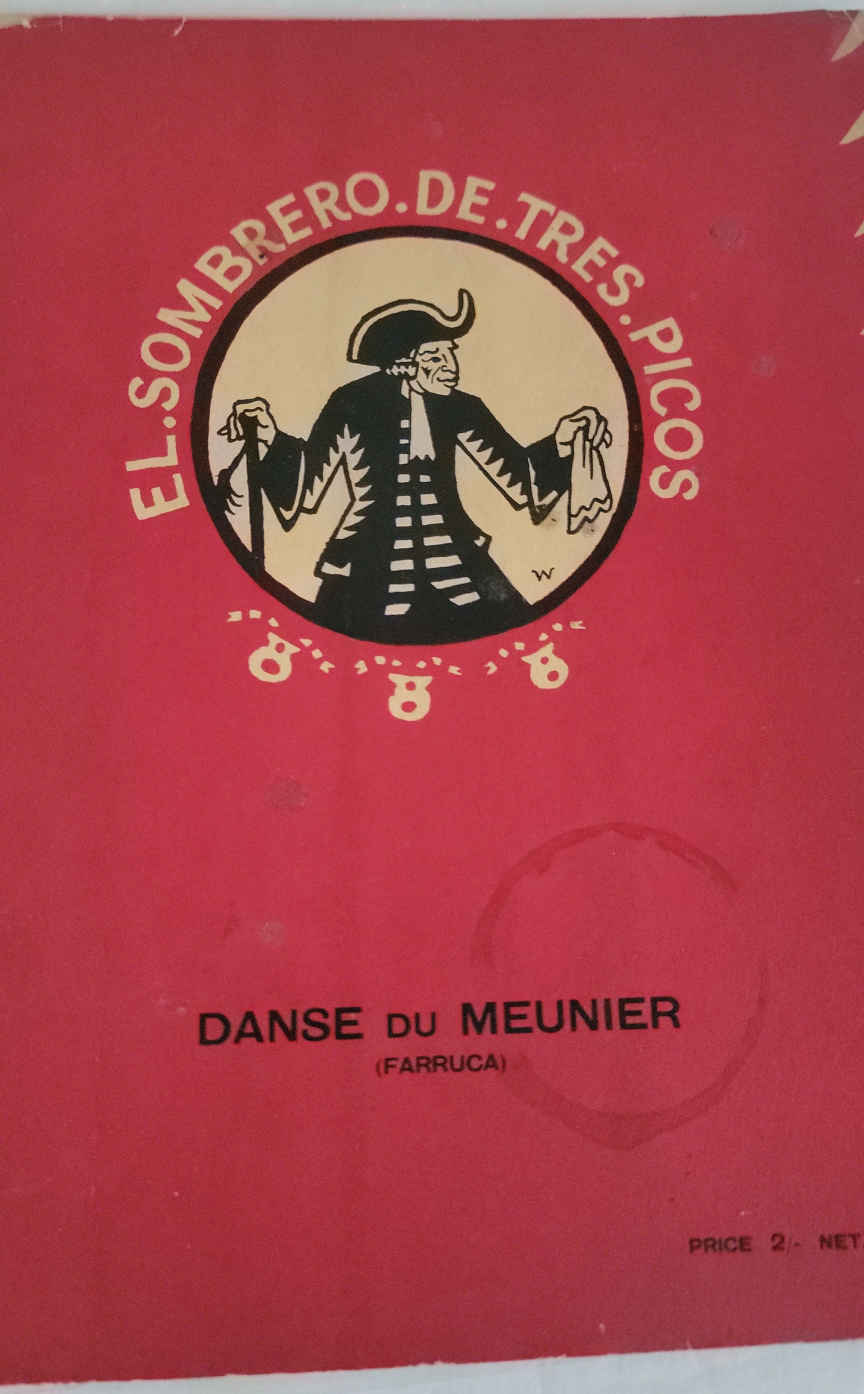 EL.SOMBRERO.DE.TRES.PICOS
W
DANSE DU MEUNIER
(FARRUCA)
PRICE 2/- NET